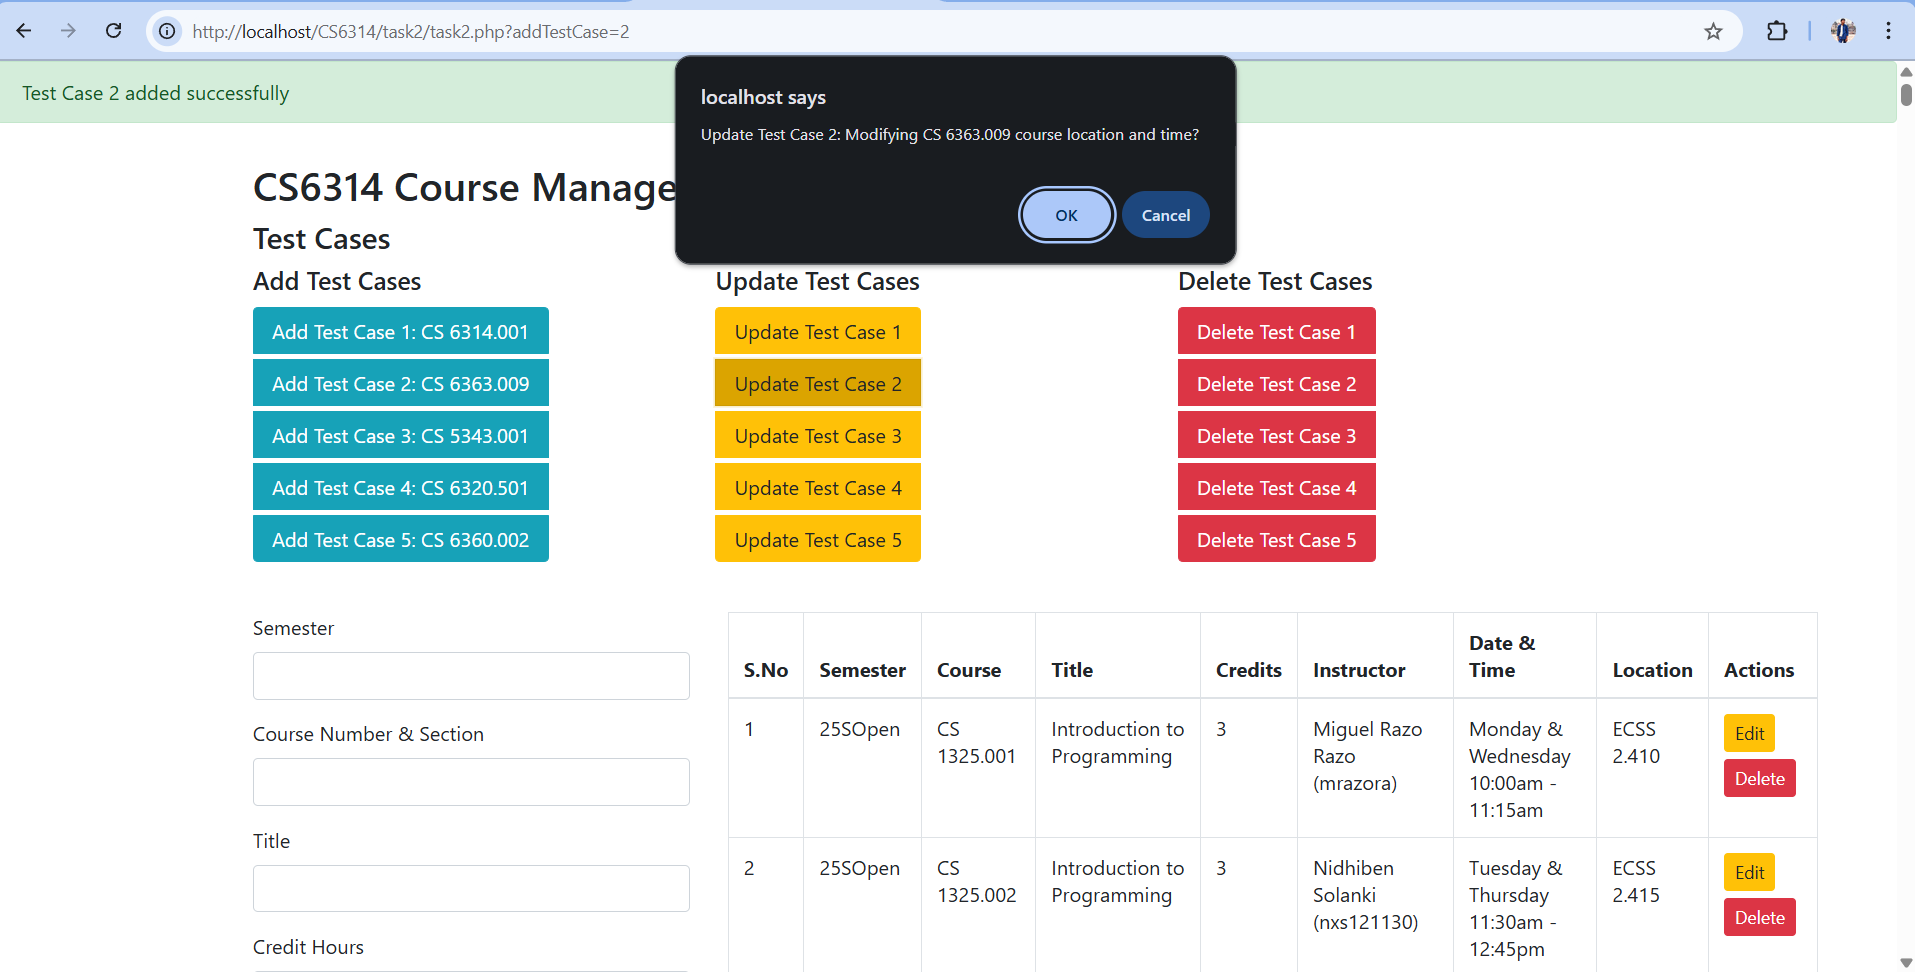 http://localhost/CS6314/task2/task2.php?addTestCase=2
Test Case 2 added successfully
localhost says
Update Test Case 2: Modifying CS 6363.009 course location and time?
OK
Cancel
CS6314 Course Manage
Test Cases
Add Test Cases
Add Test Case 1: CS 6314.001
Add Test Case 2: CS 6363.009
Add Test Case 3: CS 5343.001
Add Test Case 4: CS 6320.501
Add Test Case 5: CS 6360.002
Update Test Cases
Update Test Case 1
Update Test Case 2
Update Test Case 3
Update Test Case 4
Update Test Case 5
Delete Test Cases
Delete Test Case 1
Delete Test Case 2
Delete Test Case 3
Delete Test Case 4
Delete Test Case 5
Semester
Course Number & Section
Title
Credit Hours
S.No
Semester
Course
Title
Credits
Instructor
Date &
Time
Location
Actions
1
25SOpen
CS
1325.001
Introduction to
Programming
3
Miguel Razo
Razo
(mrazora)
Monday &
Wednesday
10:00am -
11:15am
ECSS
2.410
Edit
Delete
2
25SOpen
CS
1325.002
Introduction to
Programming
3
Nidhiben
Solanki
(nxs121130)
Tuesday &
Thursday
11:30am -
12:45pm
ECSS
2.415
Edit
Delete